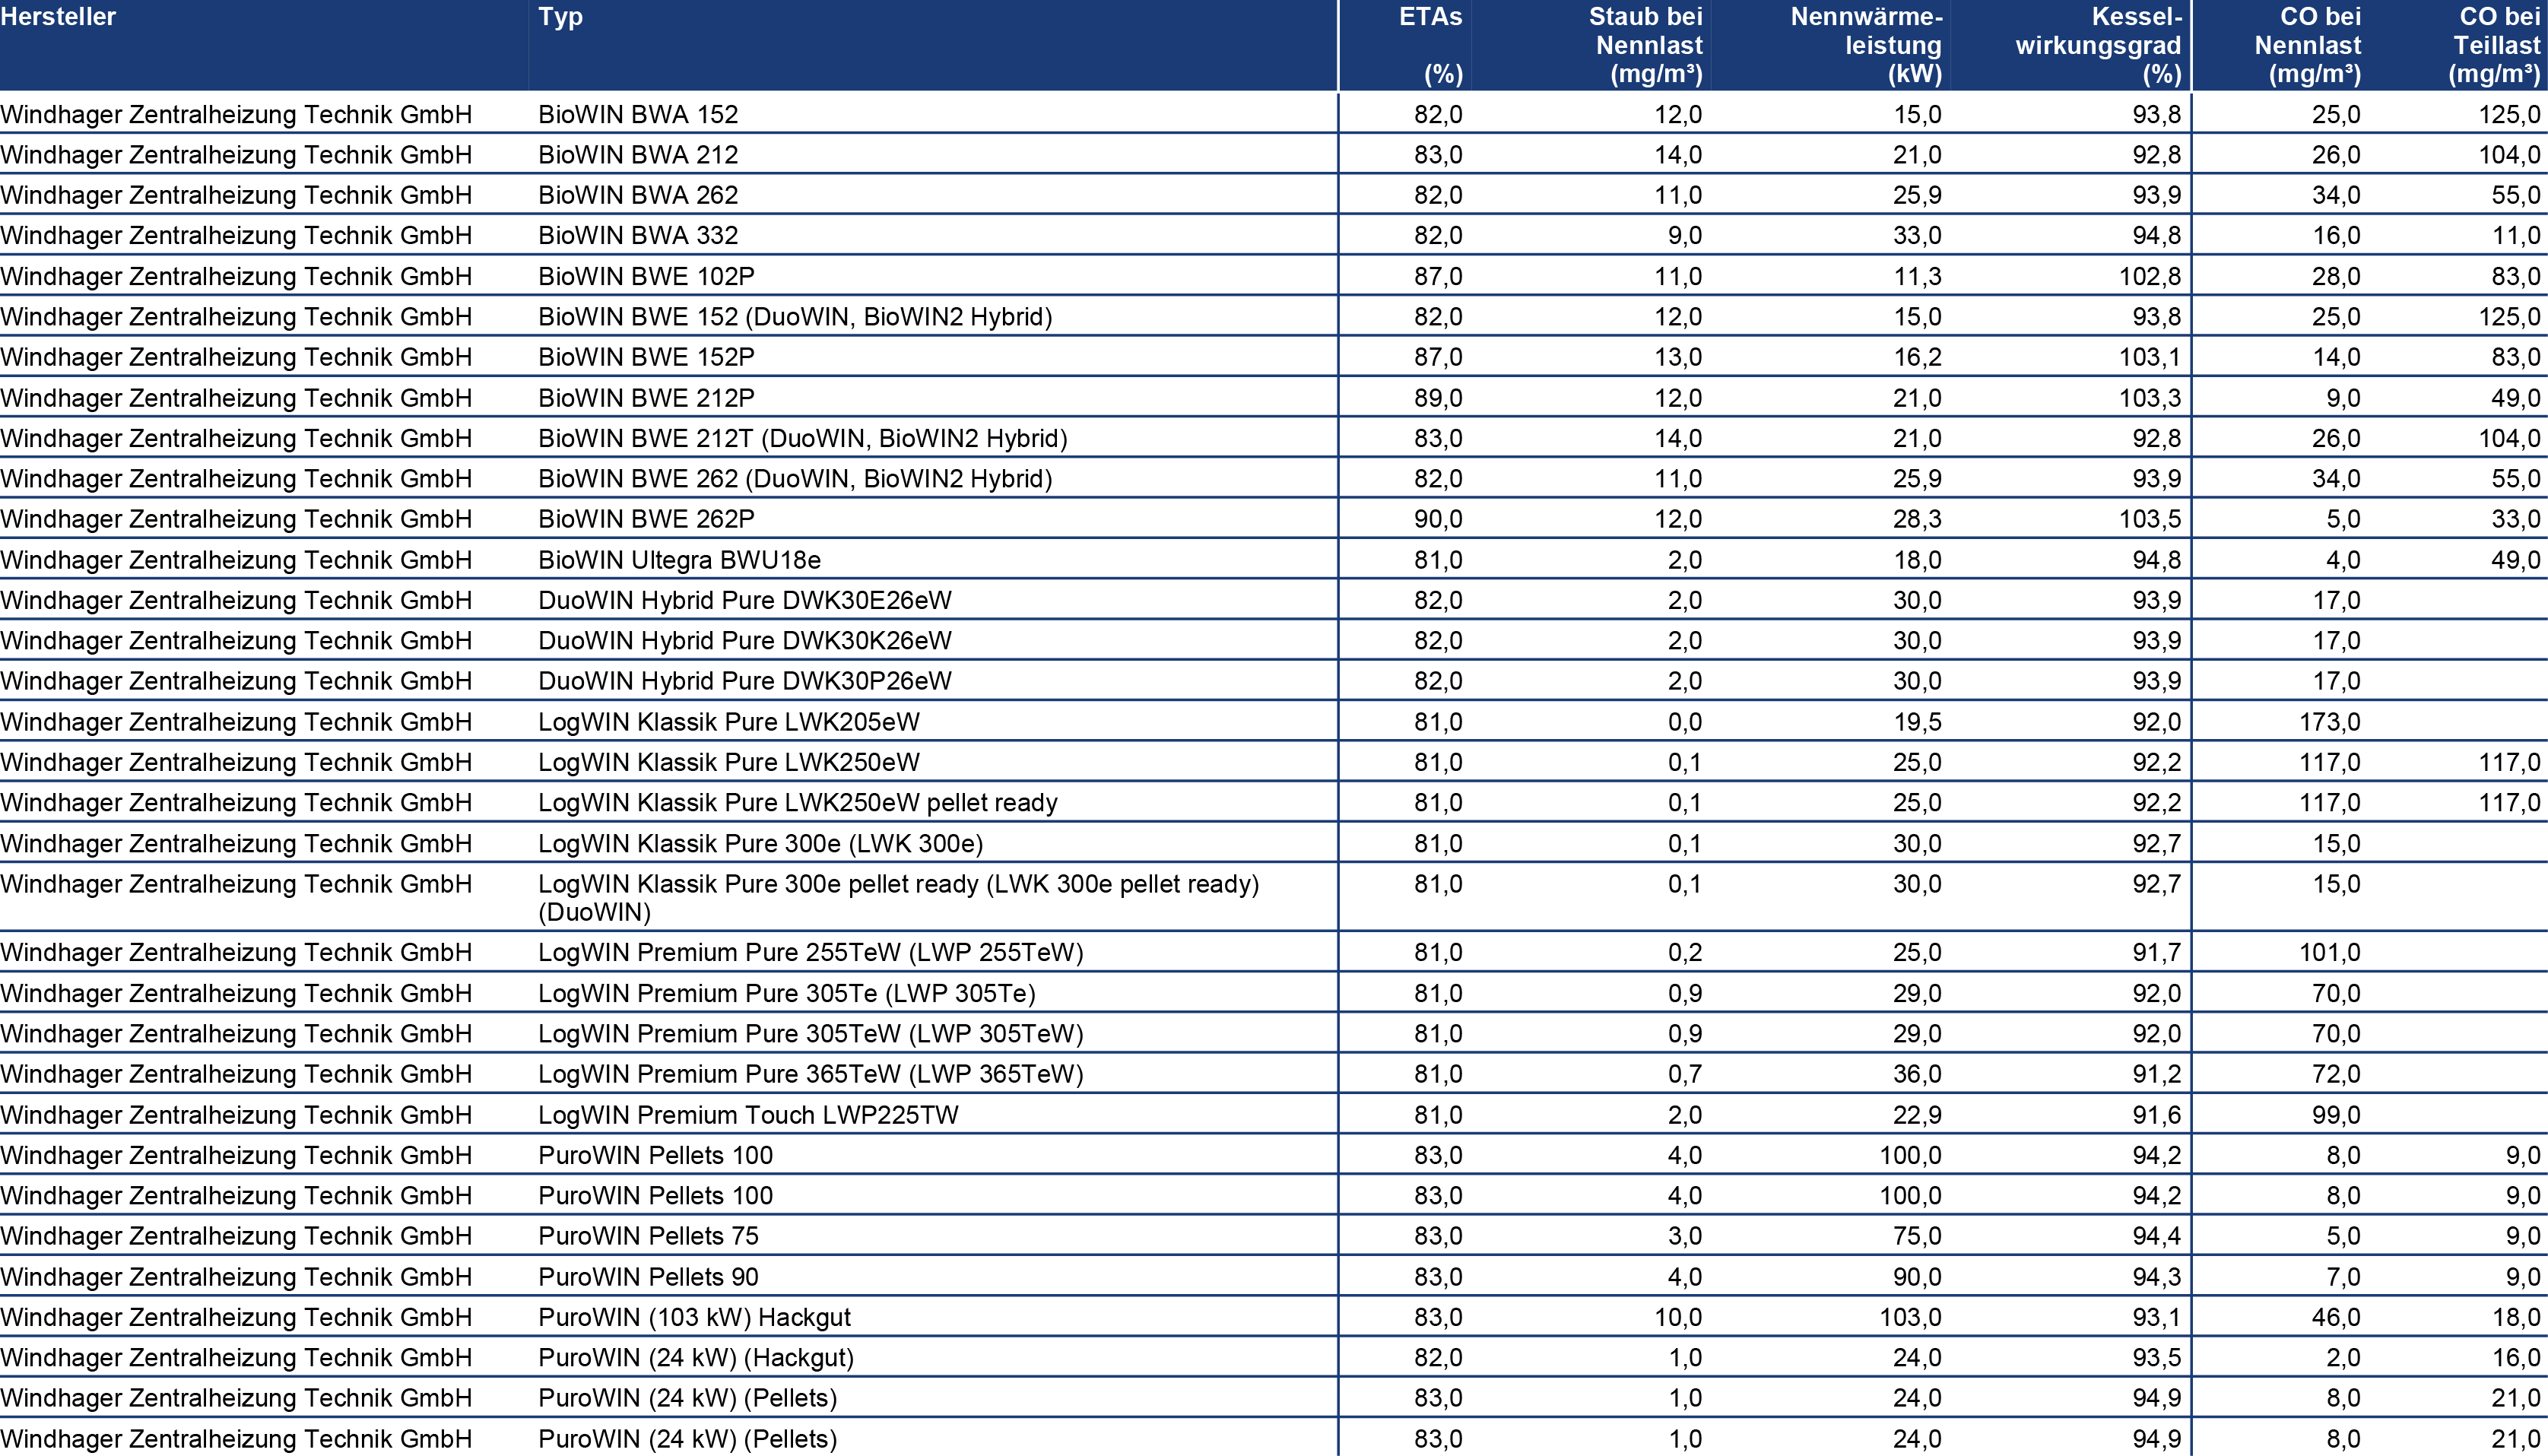 Hersteller Typ ETAs (%) Staub bei Nennlast (mg/m³) Nennwärme-leistung (kW) Kessel-wirkungsgrad (%) CO bei Nennlast (mg/m³) CO bei Teillast (mg/m³)
Windhager Zentralheizung Technik GmbH BioWIN BWA 152 82,0 12,0 15,0 93,8 25,0 125,0
Windhager Zentralheizung Technik GmbH BioWIN BWA 212 83,0 14,0 21,0 92,8 26,0 104,0
Windhager Zentralheizung Technik GmbH BioWIN BWA 262 82,0 11,0 25,9 93,9 34,0 55,0
Windhager Zentralheizung Technik GmbH BioWIN BWA 332 82,0 9,0 33,0 94,8 16,0 11,0
Windhager Zentralheizung Technik GmbH BioWIN BWE 102P 87,0 11,0 11,3 102,8 28,0 83,0
Windhager Zentralheizung Technik GmbH BioWIN BWE 152 (DuoWIN, BioWIN2 Hybrid) 82,0 12,0 15,0 93,8 25,0 125,0
Windhager Zentralheizung Technik GmbH BioWIN BWE 152P 87,0 13,0 16,2 103,1 14,0 83,0
Windhager Zentralheizung Technik GmbH BioWIN BWE 212P 89,0 12,0 21,0 103,3 9,0 49,0
Windhager Zentralheizung Technik GmbH BioWIN BWE 212T (DuoWIN, BioWIN2 Hybrid) 83,0 14,0 21,0 92,8 26,0 104,0
Windhager Zentralheizung Technik GmbH BioWIN BWE 262 (DuoWIN, BioWIN2 Hybrid) 82,0 11,0 25,9 93,9 34,0 55,0
Windhager Zentralheizung Technik GmbH BioWIN BWE 262P 90,0 12,0 28,3 103,5 5,0 33,0
Windhager Zentralheizung Technik GmbH BioWIN Ultegra BWU18e 81,0 2,0 18,0 94,8 4,0 49,0
Windhager Zentralheizung Technik GmbH DuoWIN Hybrid Pure DWK30E26eW 82,0 2,0 30,0 93,9 17,0
Windhager Zentralheizung Technik GmbH DuoWIN Hybrid Pure DWK30K26eW 82,0 2,0 30,0 93,9 17,0
Windhager Zentralheizung Technik GmbH DuoWIN Hybrid Pure DWK30P26eW 82,0 2,0 30,0 93,9 17,0
Windhager Zentralheizung Technik GmbH LogWIN Klassik Pure LWK205eW 81,0 0,0 19,5 92,0 173,0
Windhager Zentralheizung Technik GmbH LogWIN Klassik Pure LWK250eW 81,0 0,1 25,0 92,2 117,0 117,0
Windhager Zentralheizung Technik GmbH LogWIN Klassik Pure LWK250eW pellet ready 81,0 0,1 25,0 92,2 117,0 117,0
Windhager Zentralheizung Technik GmbH LogWIN Klassik Pure 300e (LWK 300e) 81,0 0,1 30,0 92,7 15,0
Windhager Zentralheizung Technik GmbH LogWIN Klassik Pure 300e pellet ready (LWK 300e pellet ready) 81,0 0,1 30,0 92,7 15,0
(DuoWIN)
Windhager Zentralheizung Technik GmbH LogWIN Premium Pure 255TeW (LWP 255TeW) 81,0 0,2 25,0 91,7 101,0
Windhager Zentralheizung Technik GmbH LogWIN Premium Pure 305Te (LWP 305Te) 81,0 0,9 29,0 92,0 70,0
Windhager Zentralheizung Technik GmbH LogWIN Premium Pure 305TeW (LWP 305TeW) 81,0 0,9 29,0 92,0 70,0
Windhager Zentralheizung Technik GmbH LogWIN Premium Pure 365TeW (LWP 365TeW) 81,0 0,7 36,0 91,2 72,0
Windhager Zentralheizung Technik GmbH LogWIN Premium Touch LWP225TW 81,0 2,0 22,9 91,6 99,0
Windhager Zentralheizung Technik GmbH PuroWIN Pellets 100 83,0 4,0 100,0 94,2 8,0 9,0
Windhager Zentralheizung Technik GmbH PuroWIN Pellets 100 83,0 4,0 100,0 94,2 8,0 9,0
Windhager Zentralheizung Technik GmbH PuroWIN Pellets 75 83,0 3,0 75,0 94,4 5,0 9,0
Windhager Zentralheizung Technik GmbH PuroWIN Pellets 90 83,0 4,0 90,0 94,3 7,0 9,0
Windhager Zentralheizung Technik GmbH PuroWIN (103 kW) Hackgut 83,0 10,0 103,0 93,1 46,0 18,0
Windhager Zentralheizung Technik GmbH PuroWIN (24 kW) (Hackgut) 82,0 1,0 24,0 93,5 2,0 16,0
Windhager Zentralheizung Technik GmbH PuroWIN (24 kW) (Pellets) 83,0 1,0 24,0 94,9 8,0 21,0
Windhager Zentralheizung Technik GmbH PuroWIN (24 kW) (Pellets) 83,0 1,0 24,0 94,9 8,0 21,0